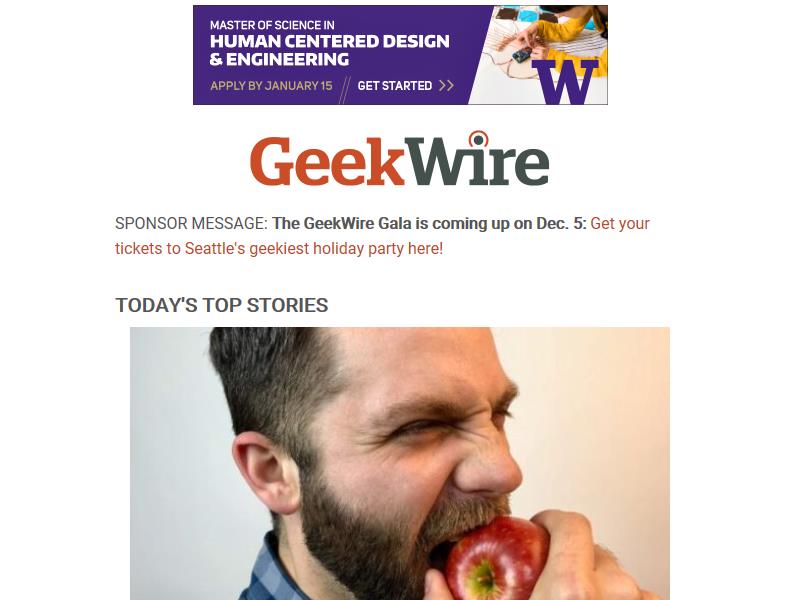 MASTER OF SCIENCE IN
HUMAN CENTERED DESIGN
& ENGINEERING
APPLY BY JANUARY 15 // GET STARTED >>
W
GeekWire
SPONSOR MESSAGE: The GeekWire Gala is coming up on Dec. 5: Get your
tickets to Seattle's geekiest holiday party here!
TODAY'S TOP STORIES